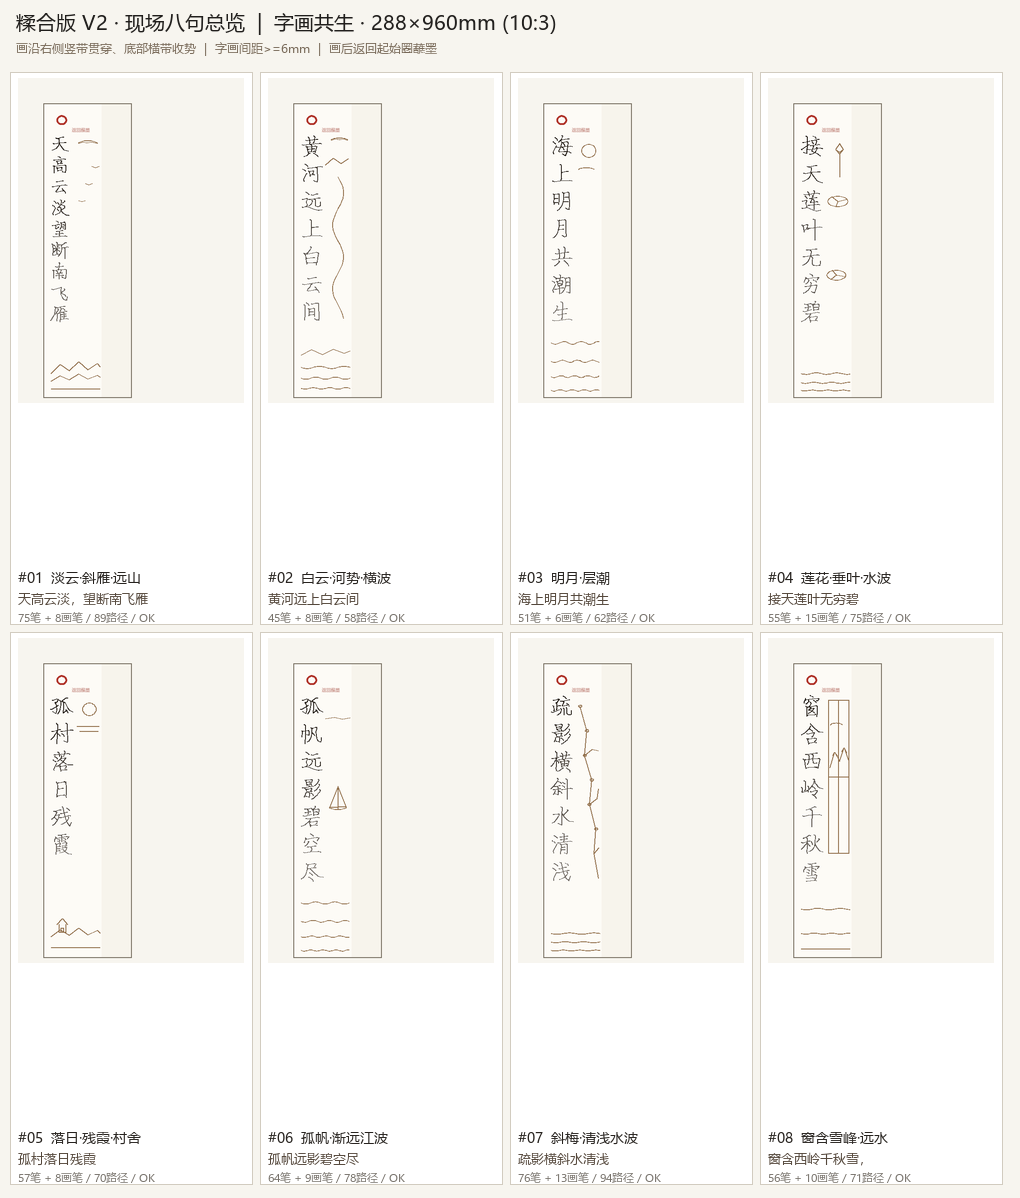 糅合版 V2 · 现场八句总览 | 字画共生 · 288×960mm (10:3)
画沿右侧竖带贯穿、底部横带收势 | 字画间距>=6mm | 画后返回起始圈蘸墨
天高云淡望断南飞雁
黄河远上白云间
海上明月共潮生
接天莲叶无穷碧
#01 淡云·斜雁·远山
天高云淡，望断南飞雁
75笔 + 8画笔 / 89路径 / OK
#02 白云·河势·横波
黄河远上白云间
45笔 + 8画笔 / 58路径 / OK
#03 明月·层潮
海上明月共潮生
51笔 + 6画笔 / 62路径 / OK
#04 莲花·垂叶·水波
接天莲叶无穷碧
55笔 + 15画笔 / 75路径 / OK
孤村落日残霞
孤帆远影碧空尽
疏影横斜水清浅
窗含西岭千秋雪
#05 落日·残霞·村舍
孤村落日残霞
57笔 + 8画笔 / 70路径 / OK
#06 孤帆·渐远江波
孤帆远影碧空尽
64笔 + 9画笔 / 78路径 / OK
#07 斜梅·清浅水波
疏影横斜水清浅
76笔 + 13画笔 / 94路径 / OK
#08 窗含雪峰·远水
窗含西岭千秋雪，
56笔 + 10画笔 / 71路径 / OK